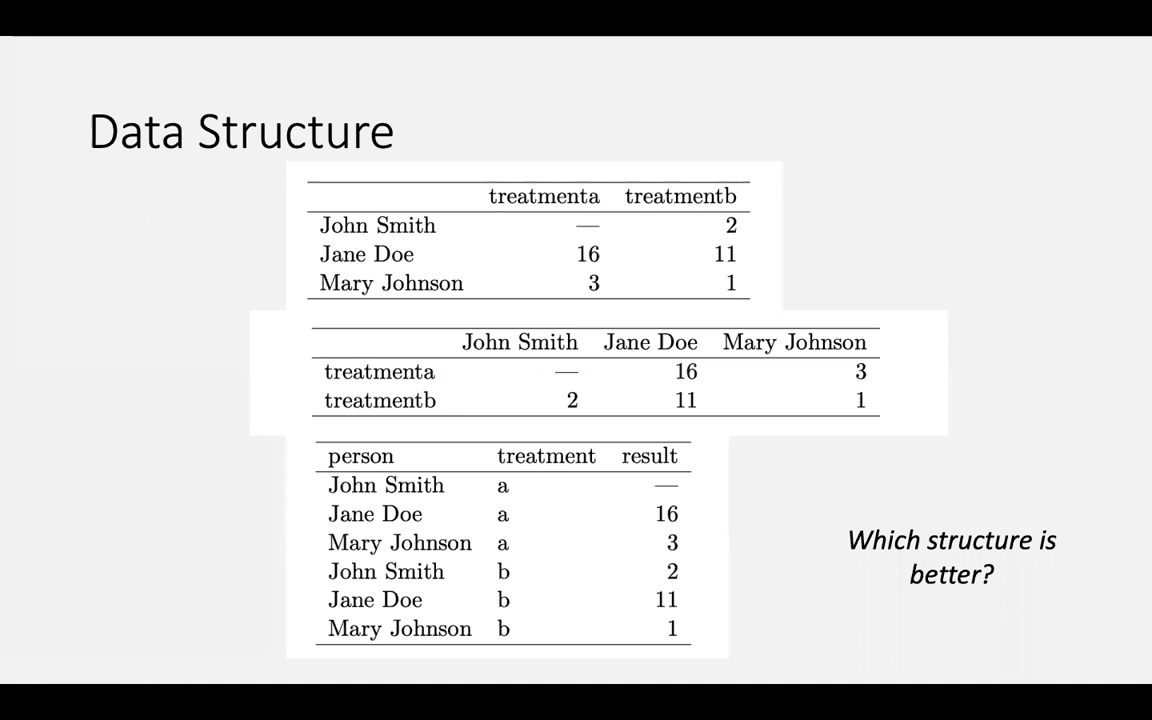 Data Structure
treatmenta treatmentb
John Smith — 2
Jane Doe 16 11
Mary Johnson 3 1
John Smith Jane Doe Mary Johnson
treatmenta — 16 3
treatmentb 2 11 1
person treatment result
John Smith a —
Jane Doe a 16
Mary Johnson a 3
John Smith b 2
Jane Doe b 11
Mary Johnson b 1
Which structure is
better?